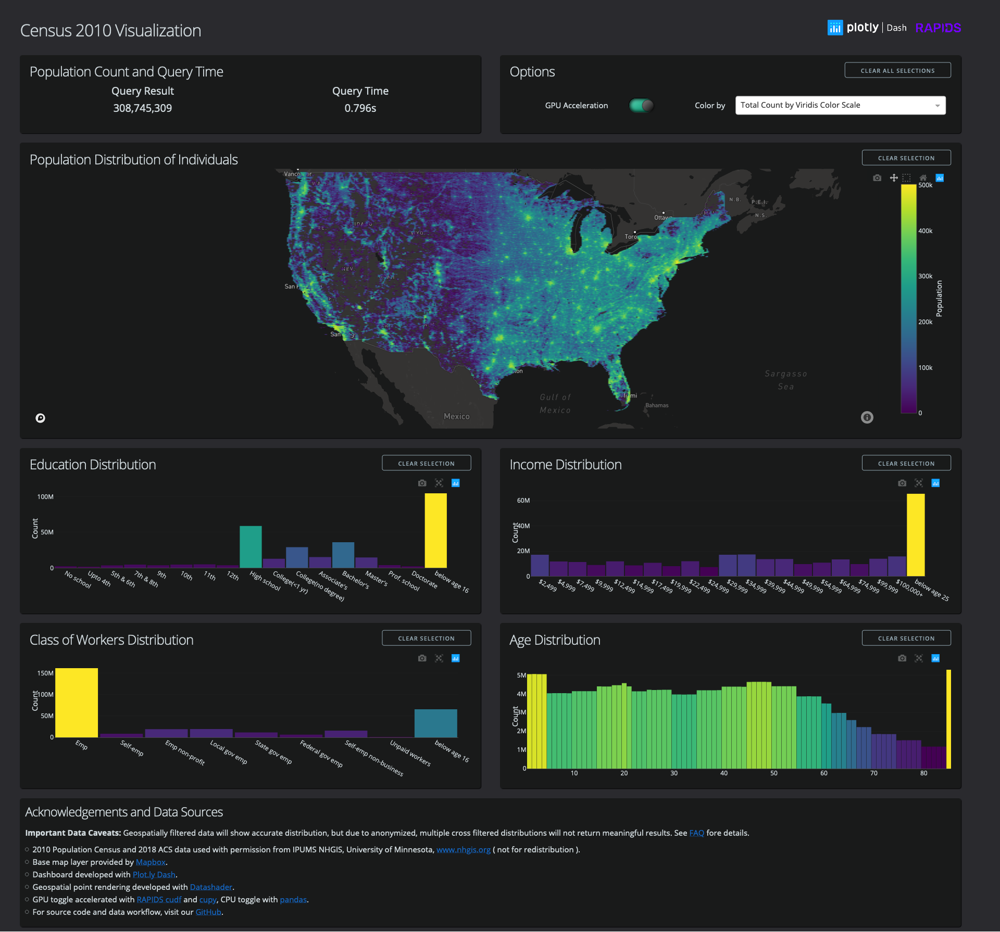 Census 2010 Visualization
plotly | Dash RAPIDS
Population Count and Query Time
Query Result
308,745,309
Query Time
0.796s
Options
CLEAR ALL SELECTIONS
GPU Acceleration
Color by
Total Count by Viridis Color Scale
Population Distribution of Individuals
CLEAR SELECTION
WA
IDA O
WYO.
NEV.
Ottaw
Toro
N.B.
P.E.I.
N.S.
San
San
ton
Gulf of
Mexico
Mexico
Bahamas
Sargasso
Sea
500k
400k
300k
200k
100k
0
Population
Education Distribution
CLEAR SELECTION
Count
100M
50M
0
No school
Upto 4th
5th & 6th
7th & 8th
9th
10th
11th
12th
High school
College(<1 yr)
College(no degree)
Associate's
Bachelor's
Master's
Prof. school
Doctorate
below age 16
Income Distribution
CLEAR SELECTION
Count
60M
40M
20M
0
$2,499
$4,999
$7,499
$9,999
$12,499
$14,999
$17,499
$19,999
$22,499
$24,999
$29,999
$34,999
$39,999
$44,999
$49,999
$54,999
$64,999
$74,999
$99,999
$100,000+
below age 25
Class of Workers Distribution
CLEAR SELECTION
Count
150M
100M
50M
0
Emp
Self-emp
Emp non-profit
Local gov emp
State gov emp
Federal gov emp
Self-emp non-business
Unpaid workers
below age 16
Age Distribution
CLEAR SELECTION
Count
5M
4M
3M
2M
1M
0
10
20
30
40
50
60
70
80
Acknowledgements and Data Sources
Important Data Caveats: Geospatially filtered data will show accurate distribution, but due to anonymized, multiple cross filtered distributions will not return meaningful results. See FAQ fore details.
2010 Population Census and 2018 ACS data used with permission from IPUMS NHGIS, University of Minnesota, www.nhgis.org ( not for redistribution ).
Base map layer provided by Mapbox.
Dashboard developed with Plot.ly Dash.
Geospatial point rendering developed with Datashader.
GPU toggle accelerated with RAPIDS cudf and cupy, CPU toggle with pandas.
For source code and data workflow, visit our GitHub.